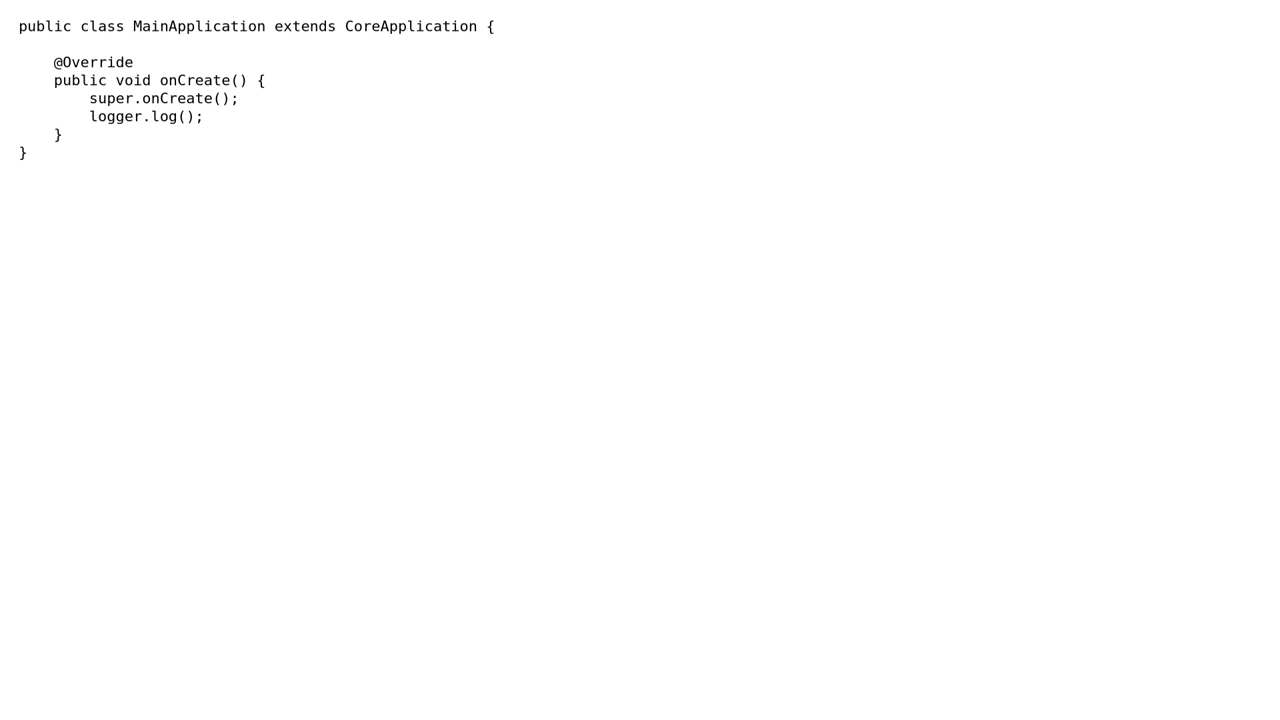 public class MainApplication extends CoreApplication {

    @Override
    public void onCreate() {
        super.onCreate();
        logger.log();
    }
}